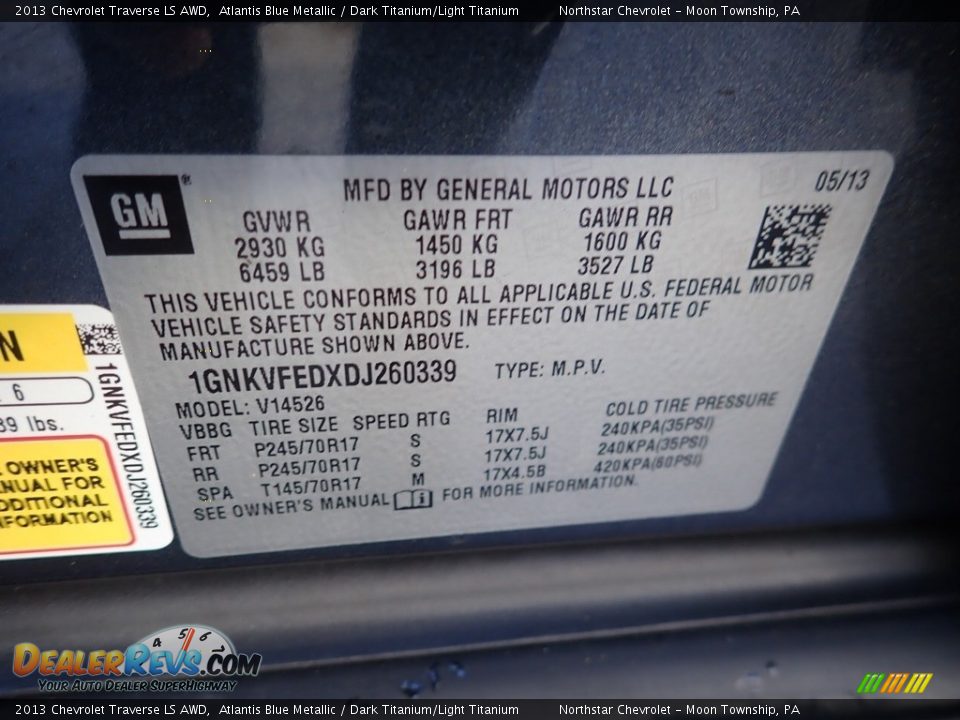 2013 Chevrolet Traverse LS AWD, Atlantis Blue Metallic / Dark Titanium/Light Titanium Northstar Chevrolet - Moon Township, PA
GM®
MFD BY GENERAL MOTORS LLC
05/13
GVWR GAWR FRT GAWR RR
2930 KG 1450 KG 1600 KG
6459 LB 3196 LB 3527 LB
THIS VEHICLE CONFORMS TO ALL APPLICABLE U.S. FEDERAL MOTOR
VEHICLE SAFETY STANDARDS IN EFFECT ON THE DATE OF
MANUFACTURE SHOWN ABOVE.
1GNKVFEDXDJ260339 TYPE: M.P.V.
MODEL: V14526
VBBG TIRE SIZE SPEED RTG RIM COLD TIRE PRESSURE
FRT P245/70R17 S 17X7.5J 240KPA(35PSI)
RR P245/70R17 S 17X7.5J 240KPA(35PSI)
SPA T145/70R17 M 17X4.5B 420KPA(60PSI)
SEE OWNER'S MANUAL FOR MORE INFORMATION.
N
6
39 lbs.
OWNER'S
NUAL FOR
DDITIONAL
FORMATION
1GNKVFEDXDJ260339
4 5 6
DEALERREVS.COM
YOUR AUTO DEALER SUPERHIGHWAY
2013 Chevrolet Traverse LS AWD, Atlantis Blue Metallic / Dark Titanium/Light Titanium Northstar Chevrolet - Moon Township, PA